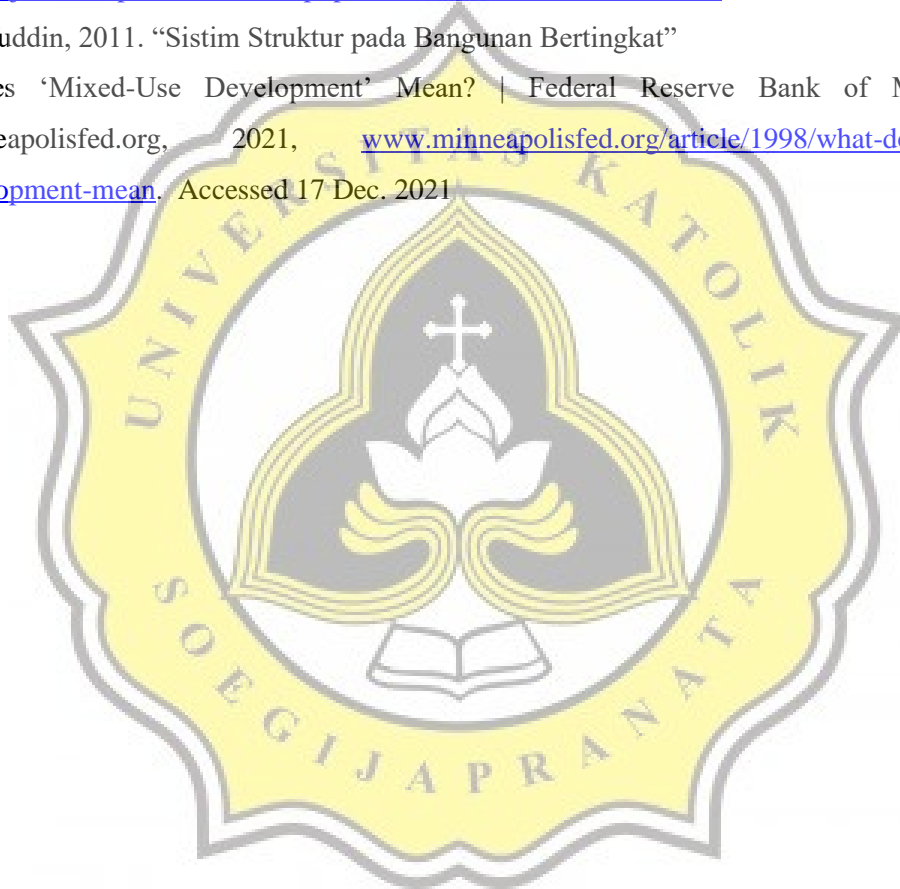 uddin, 2011. “Sistim Struktur pada Bangunan Bertingkat”
es ‘Mixed-Use Development’ Mean? | Federal Reserve Bank of M
eapolisfed.org, 2021, www.minneapolisfed.org/article/1998/what-d
opment-mean. Accessed 17 Dec. 2021
UNIVERSITAS KATOLIK
SOEGIJAPRANATA